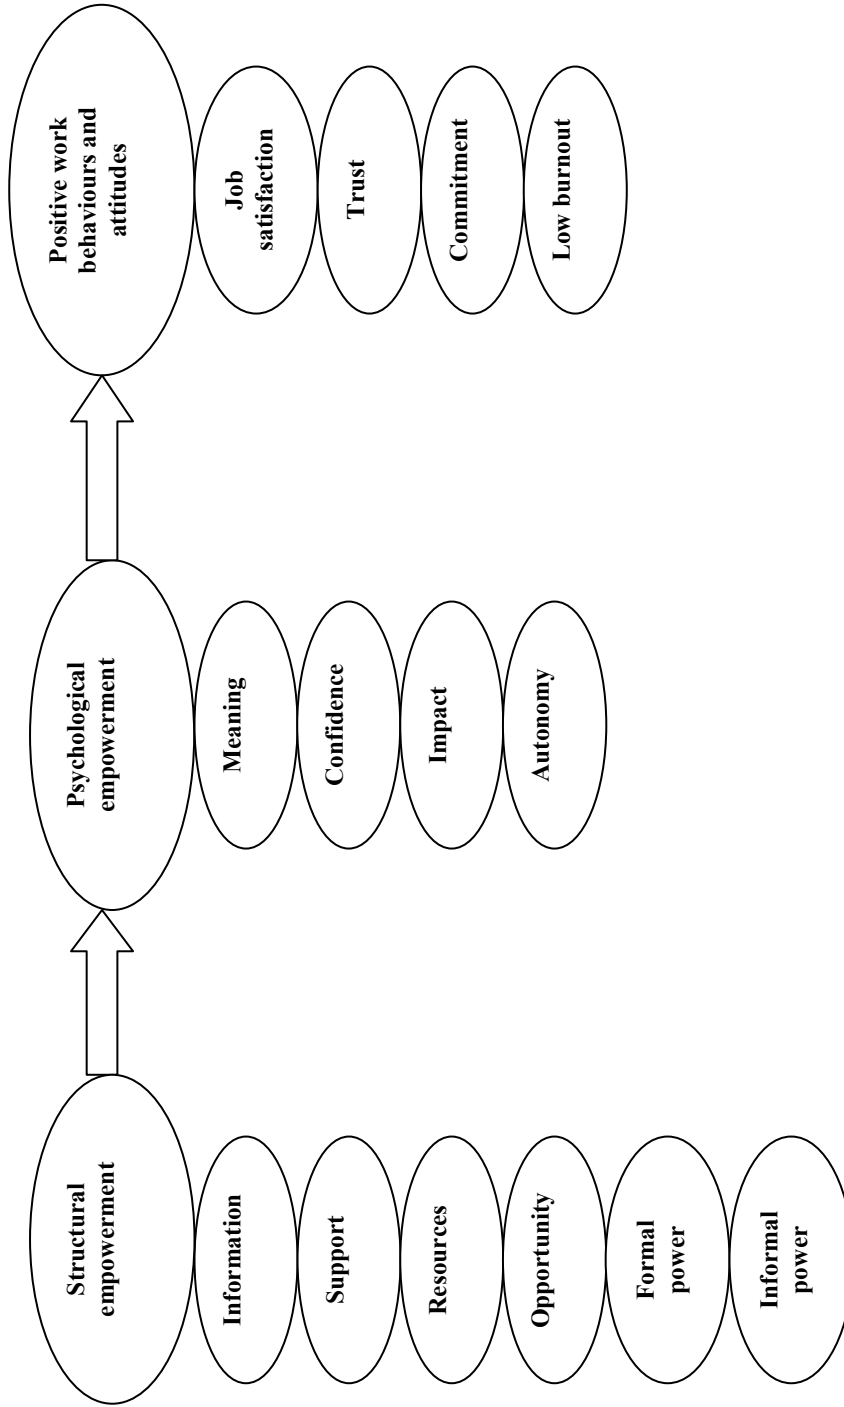 Structural
empowerment
Information
Support
Resources
Opportunity
Formal
power
Informal
power
Psychological
empowerment
Meaning
Confidence
Impact
Autonomy
Positive work
behaviours and
attitudes
Job
satisfaction
Trust
Commitment
Low burnout